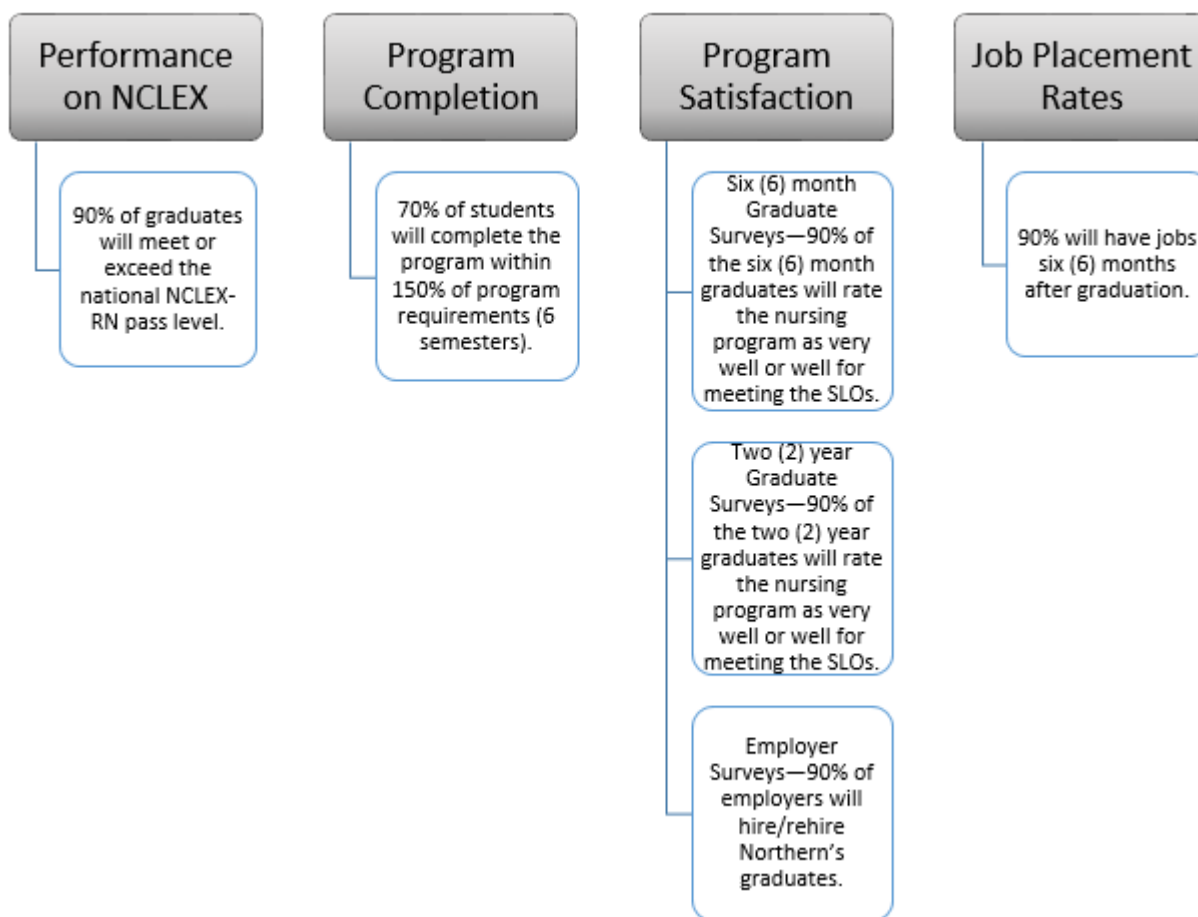 Performance
on NCLEX
90% of graduates
will meet or
exceed the
national NCLEX-
RN pass level.
Program
Completion
70% of students
will complete the
program within
150% of program
requirements (6
semesters).
Program
Satisfaction
Six (6) month
Graduate
Surveys—90% of
the six (6) month
graduates will rate
the nursing
program as very
well or well for
meeting the SLOs.
Two (2) year
Graduate
Surveys—90% of
the two (2) year
graduates will rate
the nursing
program as very
well or well for
meeting the SLOs.
Employer
Surveys—90% of
employers will
hire/rehire
Northern's
graduates.
Job Placement
Rates
90% will have jobs
six (6) months
after graduation.